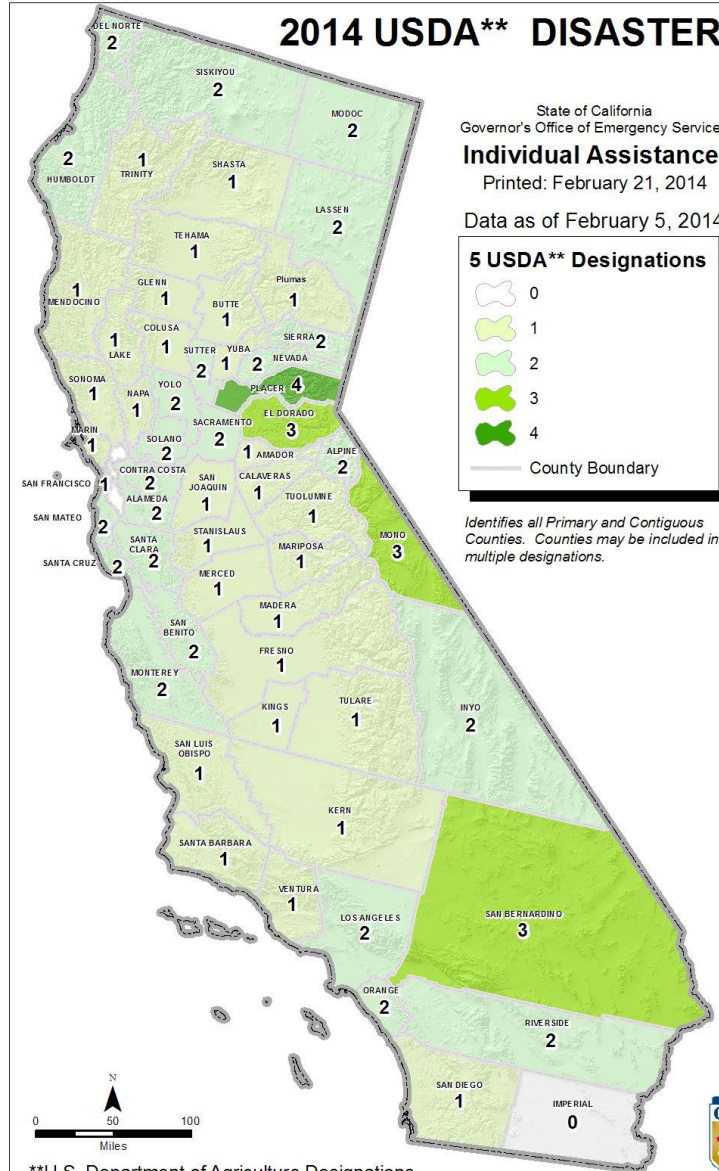 2014 USDA** DISASTER
State of California
Governor's Office of Emergency Service
Individual Assistance
Printed: February 21, 2014
Data as of February 5, 2014
5 USDA** Designations
0
1
2
3
4
County Boundary
Identifies all Primary and Contiguous
Counties. Counties may be included in
multiple designations.
DEL NORTE
2
SISKIYOU
2
MODOC
2
HUMBOLDT
2
TRINITY
1
SHASTA
1
LASSEN
2
TEHAMA
1
Plumas
1
MENDOCINO
1
GLENN
1
BUTTE
1
LAKE
1
COLUSA
1
SUTTER
2
YUBA
1
SIERRA
2
NEVADA
2
PLACER
4
SONOMA
1
NAPA
1
YOLO
2
EL DORADO
3
MARIN
1
SOLANO
2
SACRAMENTO
2
AMADOR
1
ALPINE
2
SAN FRANCISCO
1
CONTRA COSTA
2
SAN JOAQUIN
1
CALAVERAS
1
TUOLUMNE
1
ALAMEDA
2
SAN MATEO
2
SANTA CLARA
2
STANISLAUS
1
MARIPOSA
1
MONO
3
SANTA CRUZ
2
MERCED
1
MADERA
1
SAN BENITO
2
FRESNO
1
MONTEREY
2
KINGS
1
TULARE
1
INYO
2
SAN LUIS OBISPO
1
KERN
1
SANTA BARBARA
1
VENTURA
1
LOS ANGELES
2
SAN BERNARDINO
3
ORANGE
2
RIVERSIDE
2
SAN DIEGO
1
IMPERIAL
0
N
0 50 100
Miles
**U.S. Department of Agriculture Designations